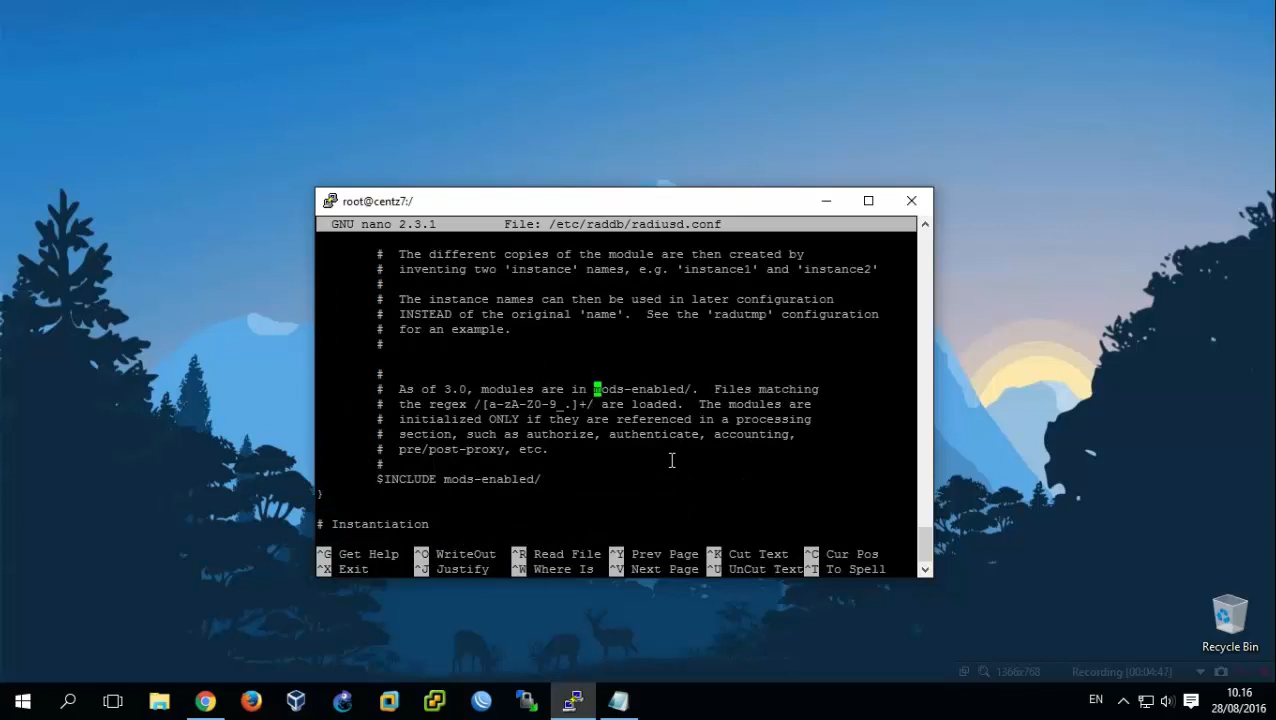 root@centz7:/
GNU nano 2.3.1 File: /etc/raddb/radiusd.conf
# The different copies of the module are then created by
# inventing two 'instance' names, e.g. 'instance1' and 'instance2'
#
# The instance names can then be used in later configuration
# INSTEAD of the original 'name'. See the 'radutmp' configuration
# for an example.
#
#
# As of 3.0, modules are in mods-enabled/. Files matching
# the regex /[a-zA-Z0-9_.]+/ are loaded. The modules are
# initialized ONLY if they are referenced in a processing
# section, such as authorize, authenticate, accounting,
# pre/post-proxy, etc.
#
$INCLUDE mods-enabled/
}
# Instantiation
^G Get Help ^O WriteOut ^R Read File ^Y Prev Page ^K Cut Text ^C Cur Pos
^X Exit ^J Justify ^W Where Is ^V Next Page ^U UnCut Text ^T To Spell
Recycle Bin
1366x768 Recording [00:04:47]
EN
10.16
28/08/2016